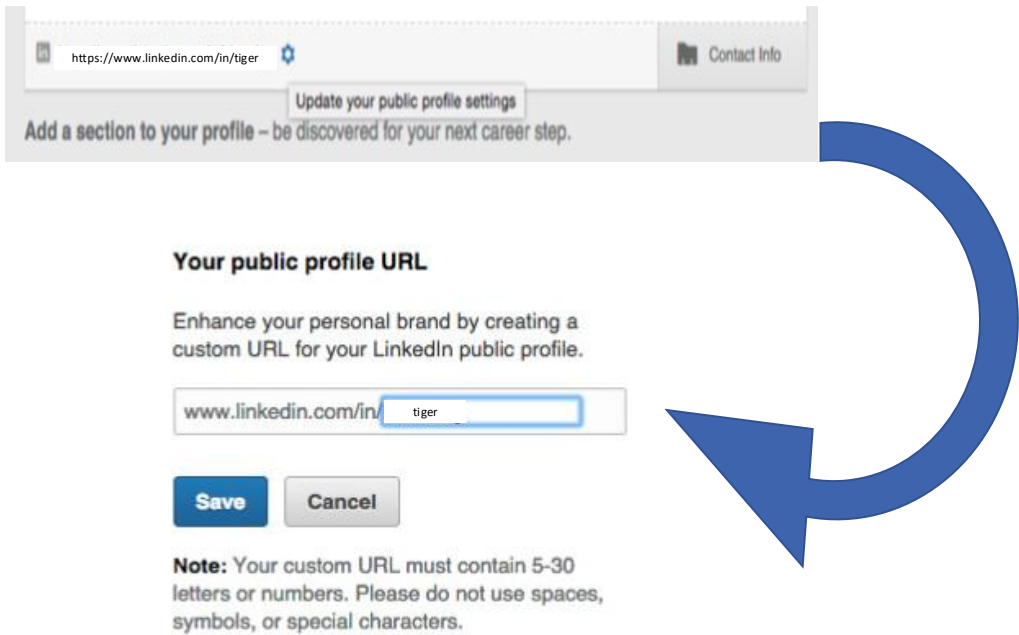 in https://www.linkedin.com/in/tiger
Contact Info
Update your public profile settings
Add a section to your profile – be discovered for your next career step.
Your public profile URL
Enhance your personal brand by creating a
custom URL for your LinkedIn public profile.
www.linkedin.com/in/ tiger
Save Cancel
Note: Your custom URL must contain 5-30
letters or numbers. Please do not use spaces,
symbols, or special characters.